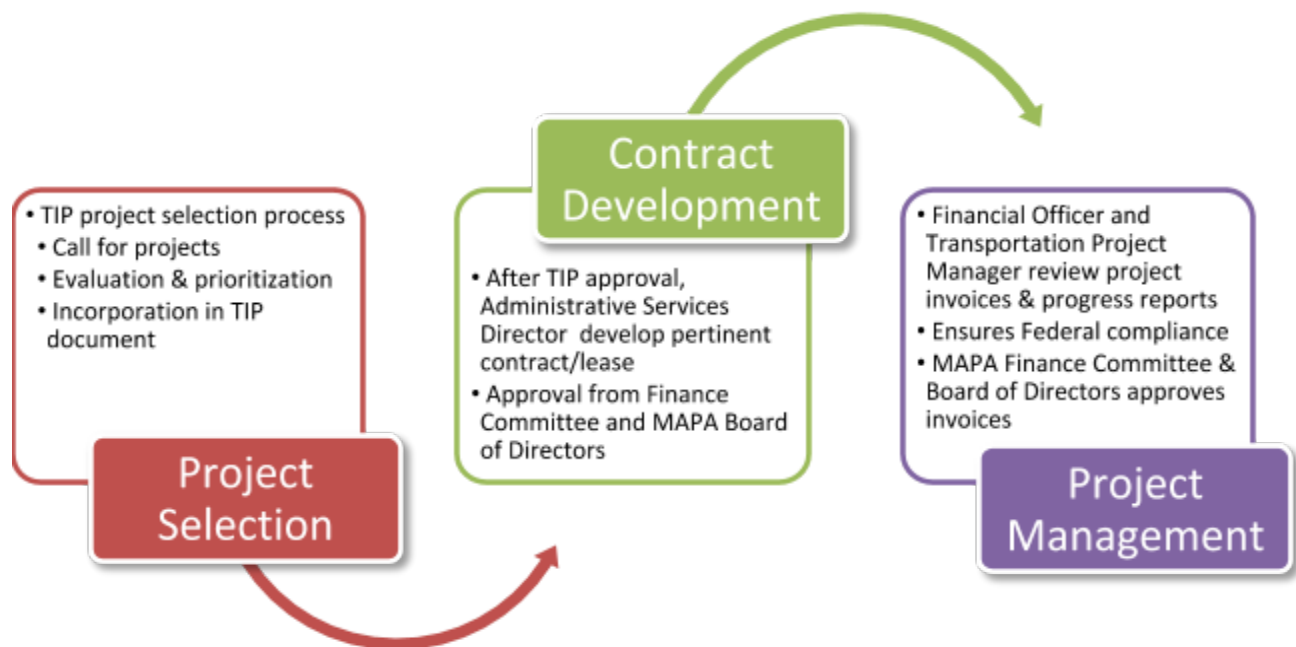 • TIP project selection process
• Call for projects
• Evaluation & prioritization
• Incorporation in TIP
document
Project
Selection
Contract
Development
• After TIP approval,
Administrative Services
Director develop pertinent
contract/lease
• Approval from Finance
Committee and MAPA Board
of Directors
• Financial Officer and
Transportation Project
Manager review project
invoices & progress reports
• Ensures Federal compliance
• MAPA Finance Committee &
Board of Directors approves
invoices
Project
Management